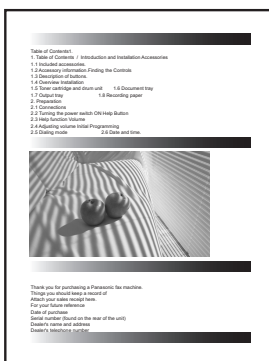 Table of Contents1.
1. Table of Contents / Introduction and Installation Accessories
1.1 Included accessories.
1.2 Accessory information.Finding the Controls
1.3 Description of buttons.
1.4 Overview Installation
1.5 Toner cartridge and drum unit 1.6 Document tray
1.7 Output tray 1.8 Recording paper
2. Preparation
2.1 Connections
2.2 Turning the power switch ON Help Button
2.3 Help function Volume
2.4 Adjusting volume Initial Programming
2.5 Dialing mode 2.6 Date and time.
Thank you for purchasing a Panasonic fax machine.
Things you should keep a record of
Attach your sales receipt here.
For your future reference
Date of purchase
Serial number (found on the rear of the unit)
Dealer's name and address
Dealer's telephone number